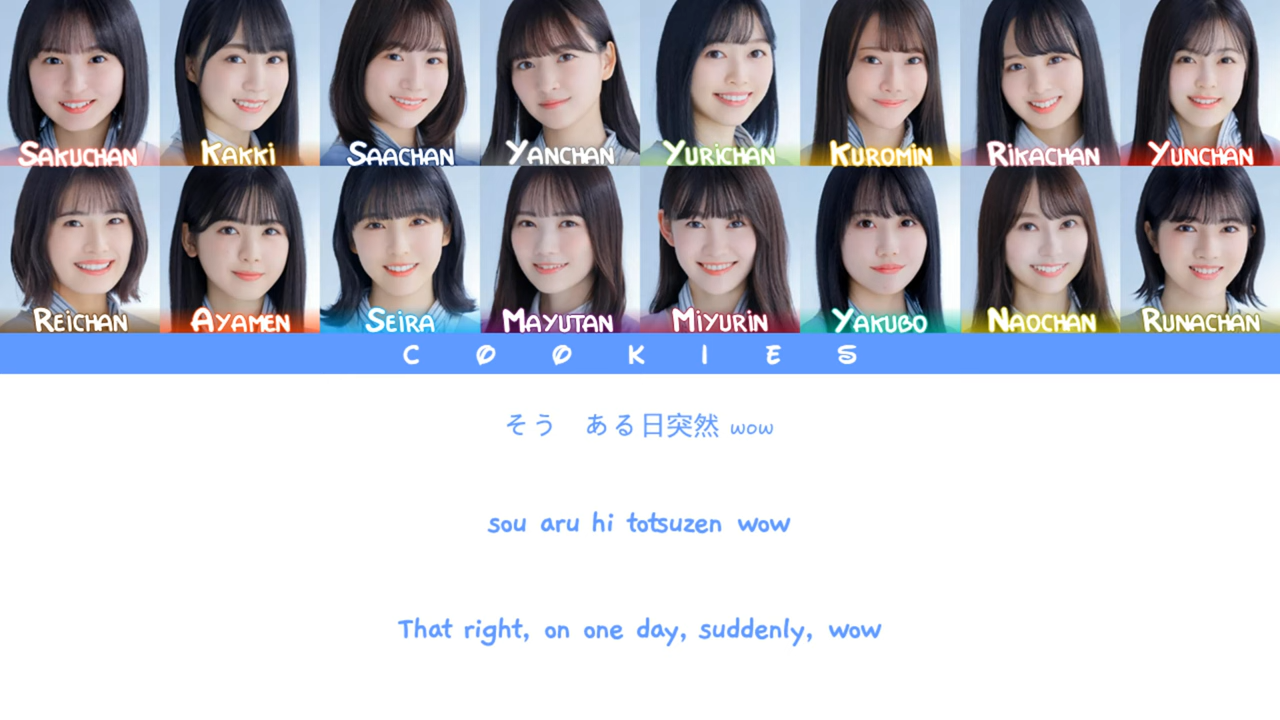 SAKUCHAN KAKKI SAACHAN YANCHAN YURICHAN KUROMIN RIKACHAN YUNCHAN
REICHAN AYAMEN SEIRA MAYUTAN MIYURIN YAKUBO NAOCHAN RUNACHAN
COOKIES
そう　ある日突然 wow
sou aru hi totsuzen wow
That right, on one day, suddenly, wow